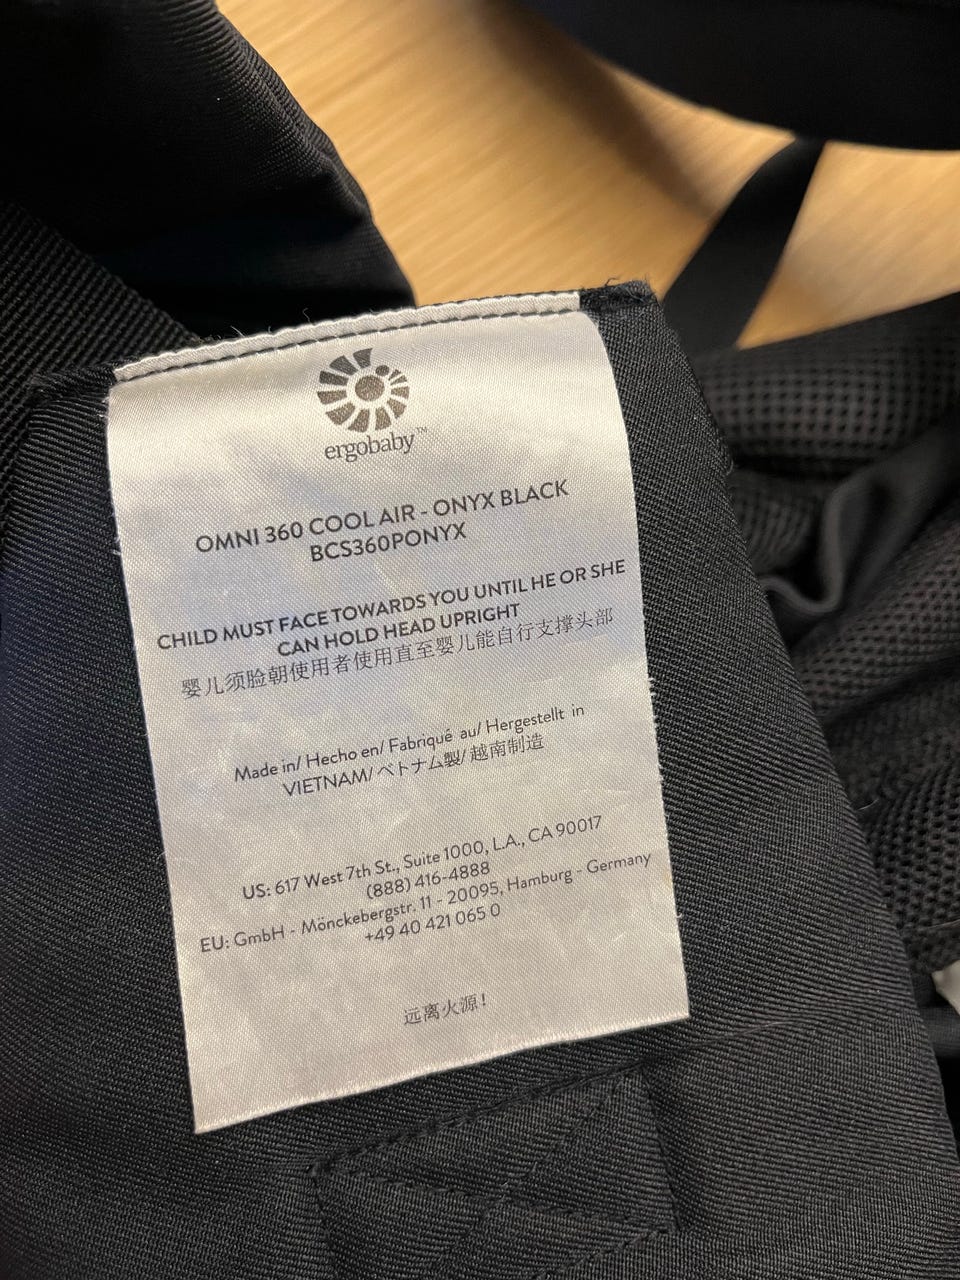 ergobaby™
OMNI 360 COOL AIR - ONYX BLACK
BCS360PONYX
CHILD MUST FACE TOWARDS YOU UNTIL HE OR SHE
CAN HOLD HEAD UPRIGHT
婴儿须脸朝使用者使用直至婴儿能自行支撑头部
Made in/ Hecho en/ Fabriqué au/ Hergestellt in
VIETNAM/ ベトナム製/ 越南制造
US: 617 West 7th St., Suite 1000, L.A., CA 90017
(888) 416-4888
EU: GmbH - Mönckebergstr. 11 - 20095, Hamburg - Germany
+49 40 421 065 0
远离火源!